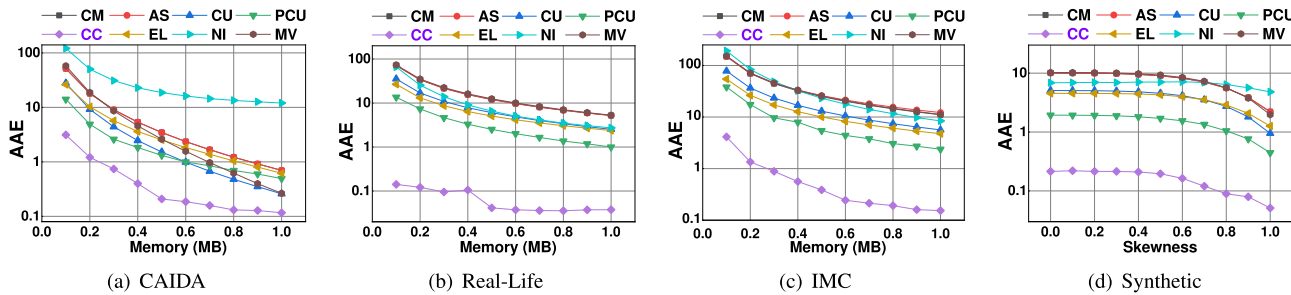 CM AS CU PCU
CC EL NI MV
AAE
100
10
1
0.1
0.0 0.2 0.4 0.6 0.8 1.0
Memory (MB)
(a) CAIDA
CM AS CU PCU
CC EL NI MV
AAE
100
10
1
0.1
0.0 0.2 0.4 0.6 0.8 1.0
Memory (MB)
(b) Real-Life
CM AS CU PCU
CC EL NI MV
AAE
100
10
1
0.1
0.0 0.2 0.4 0.6 0.8 1.0
Memory (MB)
(c) IMC
CM AS CU PCU
CC EL NI MV
AAE
10
1
0.1
0.0 0.2 0.4 0.6 0.8 1.0
Skewness
(d) Synthetic